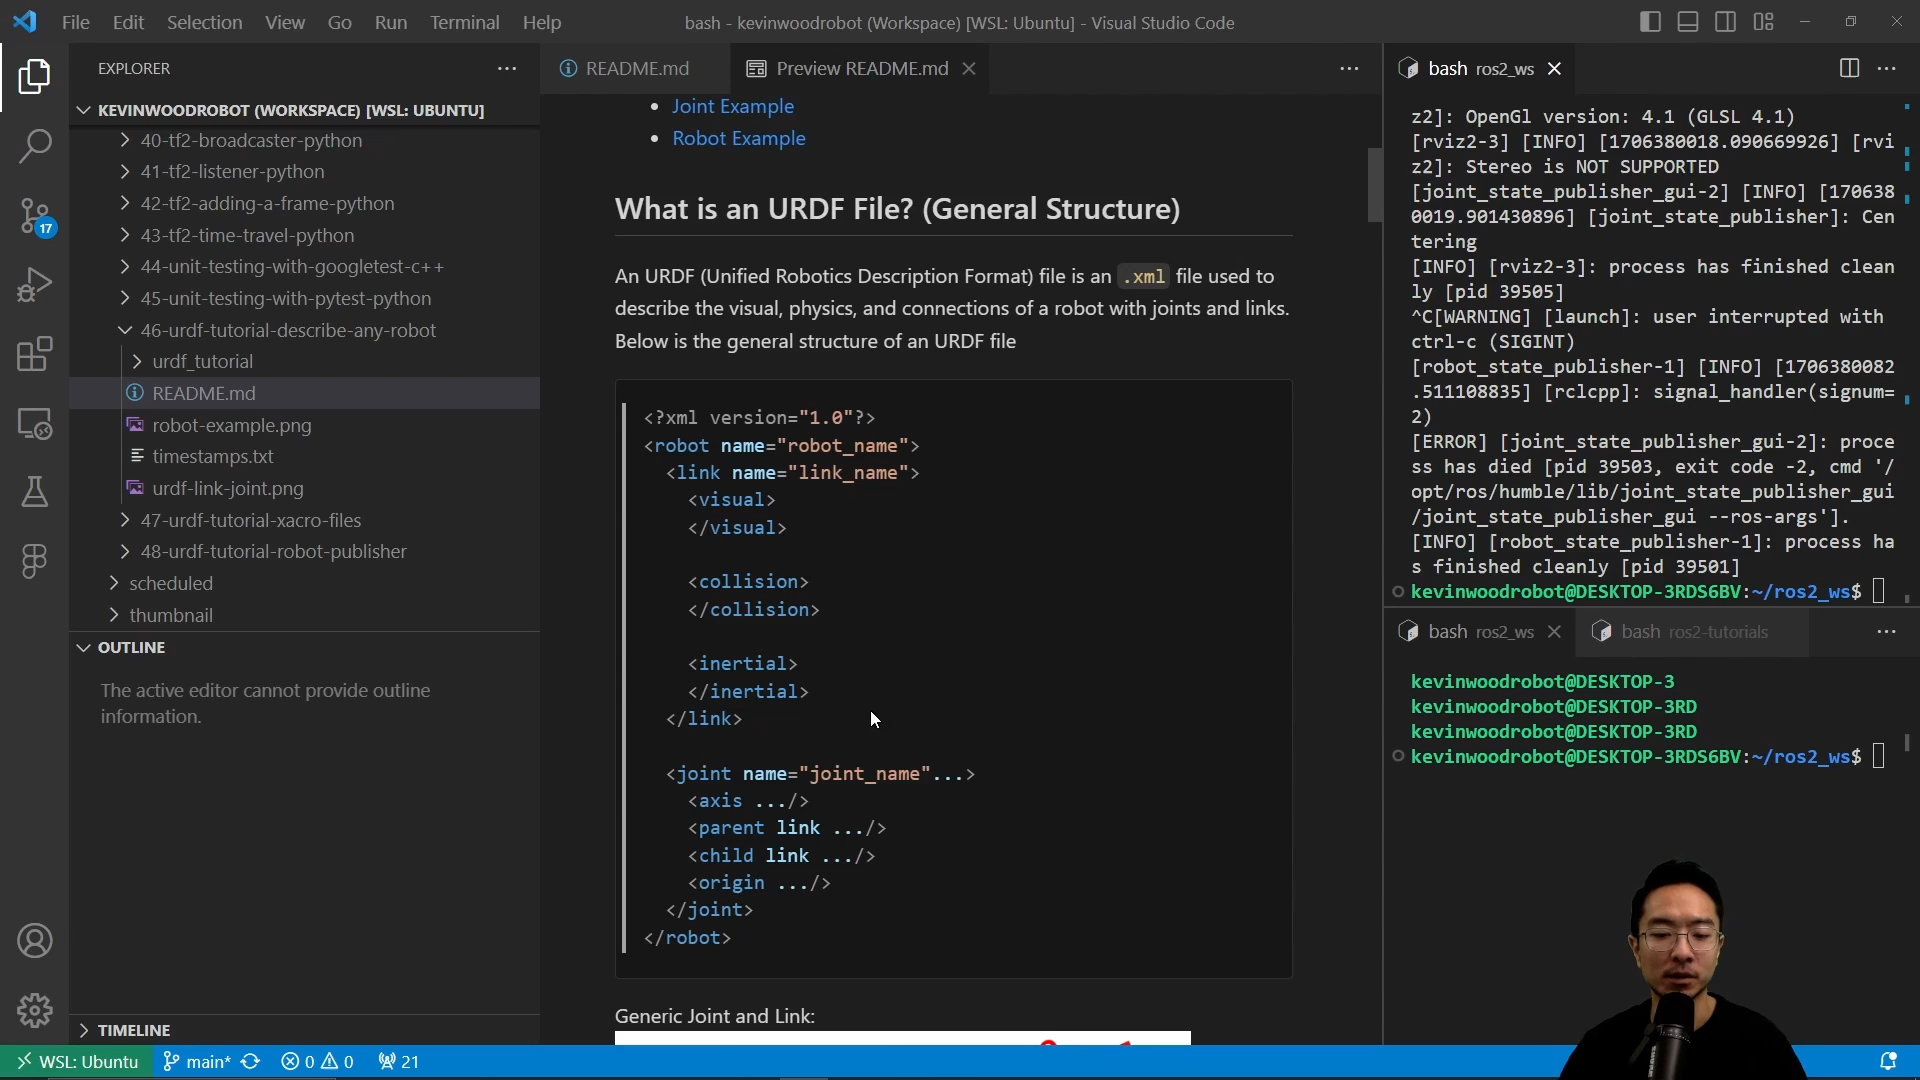 File Edit Selection View Go Run Terminal Help
bash - kevinwoodrobot (Workspace) [WSL: Ubuntu] - Visual Studio Code
EXPLORER
KEVINWOODROBOT (WORKSPACE) [WSL: UBUNTU]
40-tf2-broadcaster-python
41-tf2-listener-python
42-tf2-adding-a-frame-python
43-tf2-time-travel-python
44-unit-testing-with-googletest-c++
45-unit-testing-with-pytest-python
46-urdf-tutorial-describe-any-robot
urdf_tutorial
README.md
robot-example.png
timestamps.txt
urdf-link-joint.png
47-urdf-tutorial-xacro-files
48-urdf-tutorial-robot-publisher
scheduled
thumbnail
OUTLINE
The active editor cannot provide outline
information.
TIMELINE
17
README.md
Preview README.md
Joint Example
Robot Example
What is an URDF File? (General Structure)
An URDF (Unified Robotics Description Format) file is an .xml file used to
describe the visual, physics, and connections of a robot with joints and links.
Below is the general structure of an URDF file
<?xml version="1.0"?>
<robot name="robot_name">
<link name="link_name">
<visual>
</visual>
<collision>
</collision>
<inertial>
</inertial>
</link>
<joint name="joint_name"...>
<axis .../>
<parent link .../>
<child link .../>
<origin .../>
</joint>
</robot>
Generic Joint and Link:
bash ros2_ws
z2]: OpenGl version: 4.1 (GLSL 4.1)
[rviz2-3] [INFO] [1706380018.090669926] [rvi
z2]: Stereo is NOT SUPPORTED
[joint_state_publisher_gui-2] [INFO] [170638
0019.901430896] [joint_state_publisher]: Cen
tering
[INFO] [rviz2-3]: process has finished clean
ly [pid 39505]
^C[WARNING] [launch]: user interrupted with
ctrl-c (SIGINT)
[robot_state_publisher-1] [INFO] [1706380082
.511108835] [rclcpp]: signal_handler(signum=
2)
[ERROR] [joint_state_publisher_gui-2]: proce
ss has died [pid 39503, exit code -2, cmd '/
opt/ros/humble/lib/joint_state_publisher_gui
/joint_state_publisher_gui --ros-args'].
[INFO] [robot_state_publisher-1]: process ha
s finished cleanly [pid 39501]
kevinwoodrobot@DESKTOP-3RDS6BV:~/ros2_ws$
bash ros2_ws
bash ros2-tutorials
kevinwoodrobot@DESKTOP-3
kevinwoodrobot@DESKTOP-3RD
kevinwoodrobot@DESKTOP-3RD
kevinwoodrobot@DESKTOP-3RDS6BV:~/ros2_ws$
WSL: Ubuntu main* 0 0 21